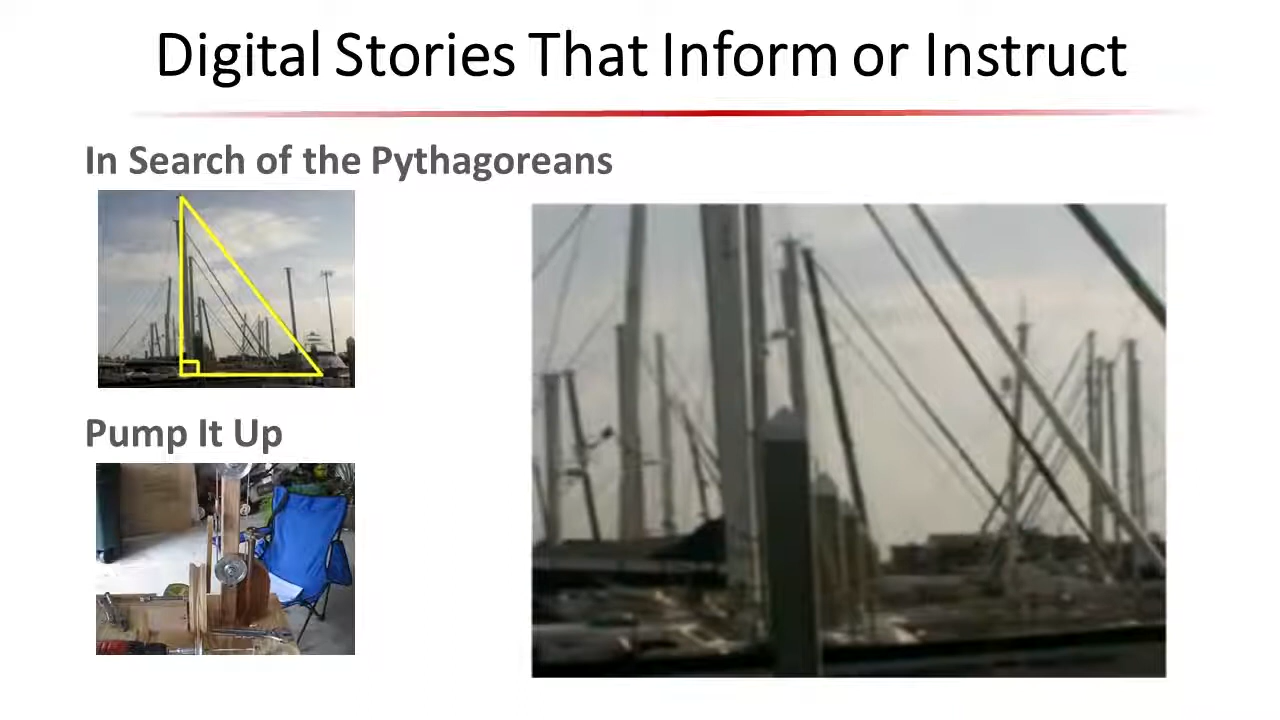 Digital Stories That Inform or Instruct
In Search of the Pythagoreans
Pump It Up